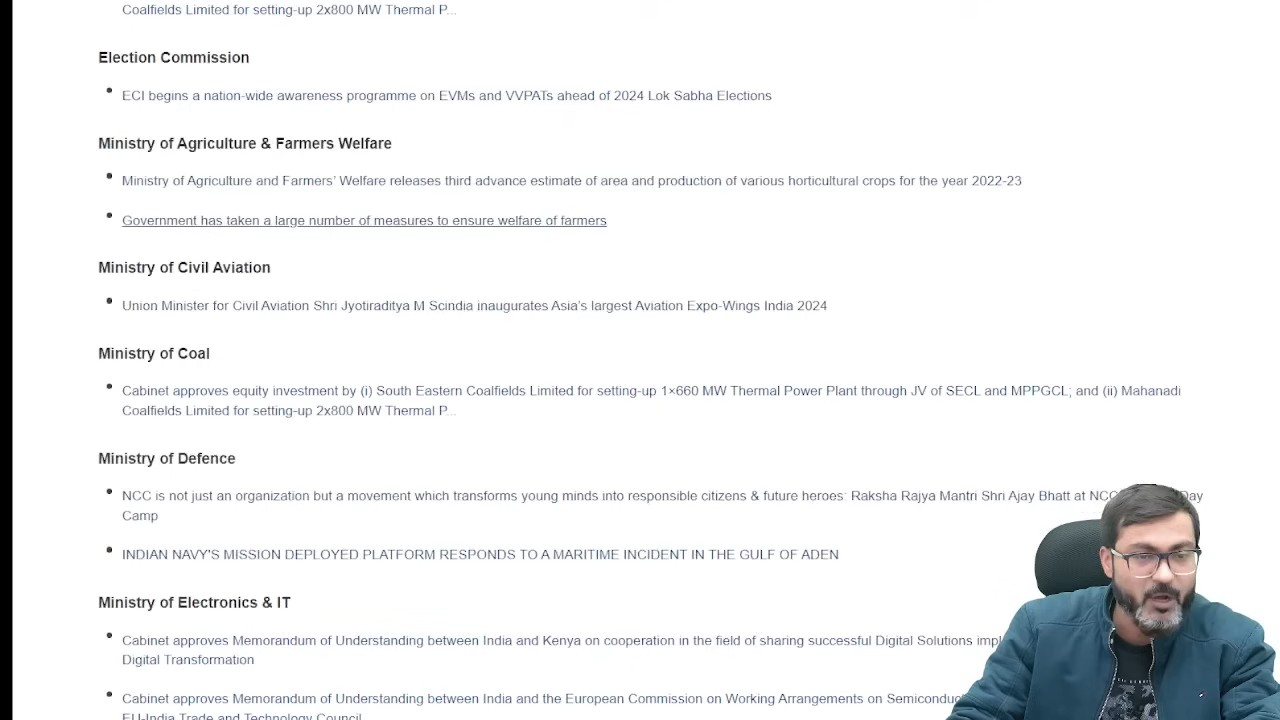 Coalfields Limited for setting-up 2x800 MW Thermal P...
Election Commission
ECI begins a nation-wide awareness programme on EVMs and VVPATs ahead of 2024 Lok Sabha Elections
Ministry of Agriculture & Farmers Welfare
Ministry of Agriculture and Farmers' Welfare releases third advance estimate of area and production of various horticultural crops for the year 2022-23
Government has taken a large number of measures to ensure welfare of farmers
Ministry of Civil Aviation
Union Minister for Civil Aviation Shri Jyotiraditya M Scindia inaugurates Asia's largest Aviation Expo-Wings India 2024
Ministry of Coal
Cabinet approves equity investment by (i) South Eastern Coalfields Limited for setting-up 1×660 MW Thermal Power Plant through JV of SECL and MPPGCL; and (ii) Mahanadi
Coalfields Limited for setting-up 2x800 MW Thermal P...
Ministry of Defence
NCC is not just an organization but a movement which transforms young minds into responsible citizens & future heroes: Raksha Rajya Mantri Shri Ajay Bhatt at NCC Day
Camp
INDIAN NAVY'S MISSION DEPLOYED PLATFORM RESPONDS TO A MARITIME INCIDENT IN THE GULF OF ADEN
Ministry of Electronics & IT
Cabinet approves Memorandum of Understanding between India and Kenya on cooperation in the field of sharing successful Digital Solutions
Digital Transformation
Cabinet approves Memorandum of Understanding between India and the European Commission on Working Arrangements on
EU-India Trade and Technology Council